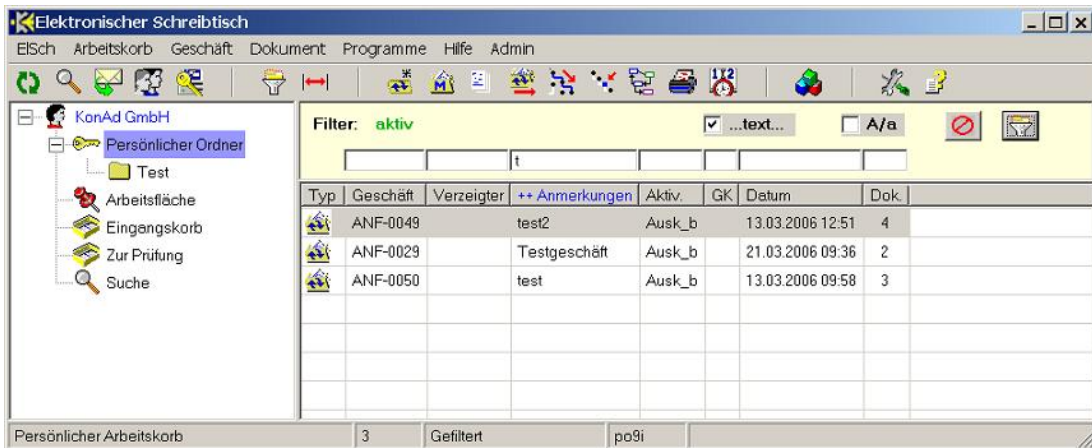 Elektronischer Schreibtisch
ElSch Arbeitskorb Geschäft Dokument Programme Hilfe Admin
KonAd GmbH
Persönlicher Ordner
Test
Arbeitsfläche
Eingangskorb
Zur Prüfung
Suche
Filter: aktiv ...text... A/a
t
Typ Geschäft Verzeigter ++ Anmerkungen Aktiv. GK Datum Dok.
ANF-0049 test2 Ausk_b 13.03.2006 12:51 4
ANF-0029 Testgeschäft Ausk_b 21.03.2006 09:36 2
ANF-0050 test Ausk_b 13.03.2006 09:58 3
Persönlicher Arbeitskorb 3 Gefiltert po9i